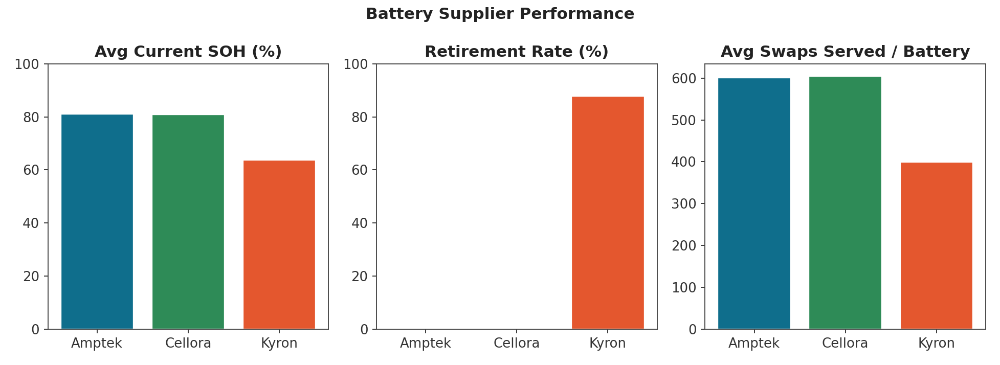 Battery Supplier Performance
Avg Current SOH (%)
100
80
60
40
20
0
Amptek Cellora Kyron
Retirement Rate (%)
100
80
60
40
20
0
Amptek Cellora Kyron
Avg Swaps Served / Battery
600
500
400
300
200
100
0
Amptek Cellora Kyron